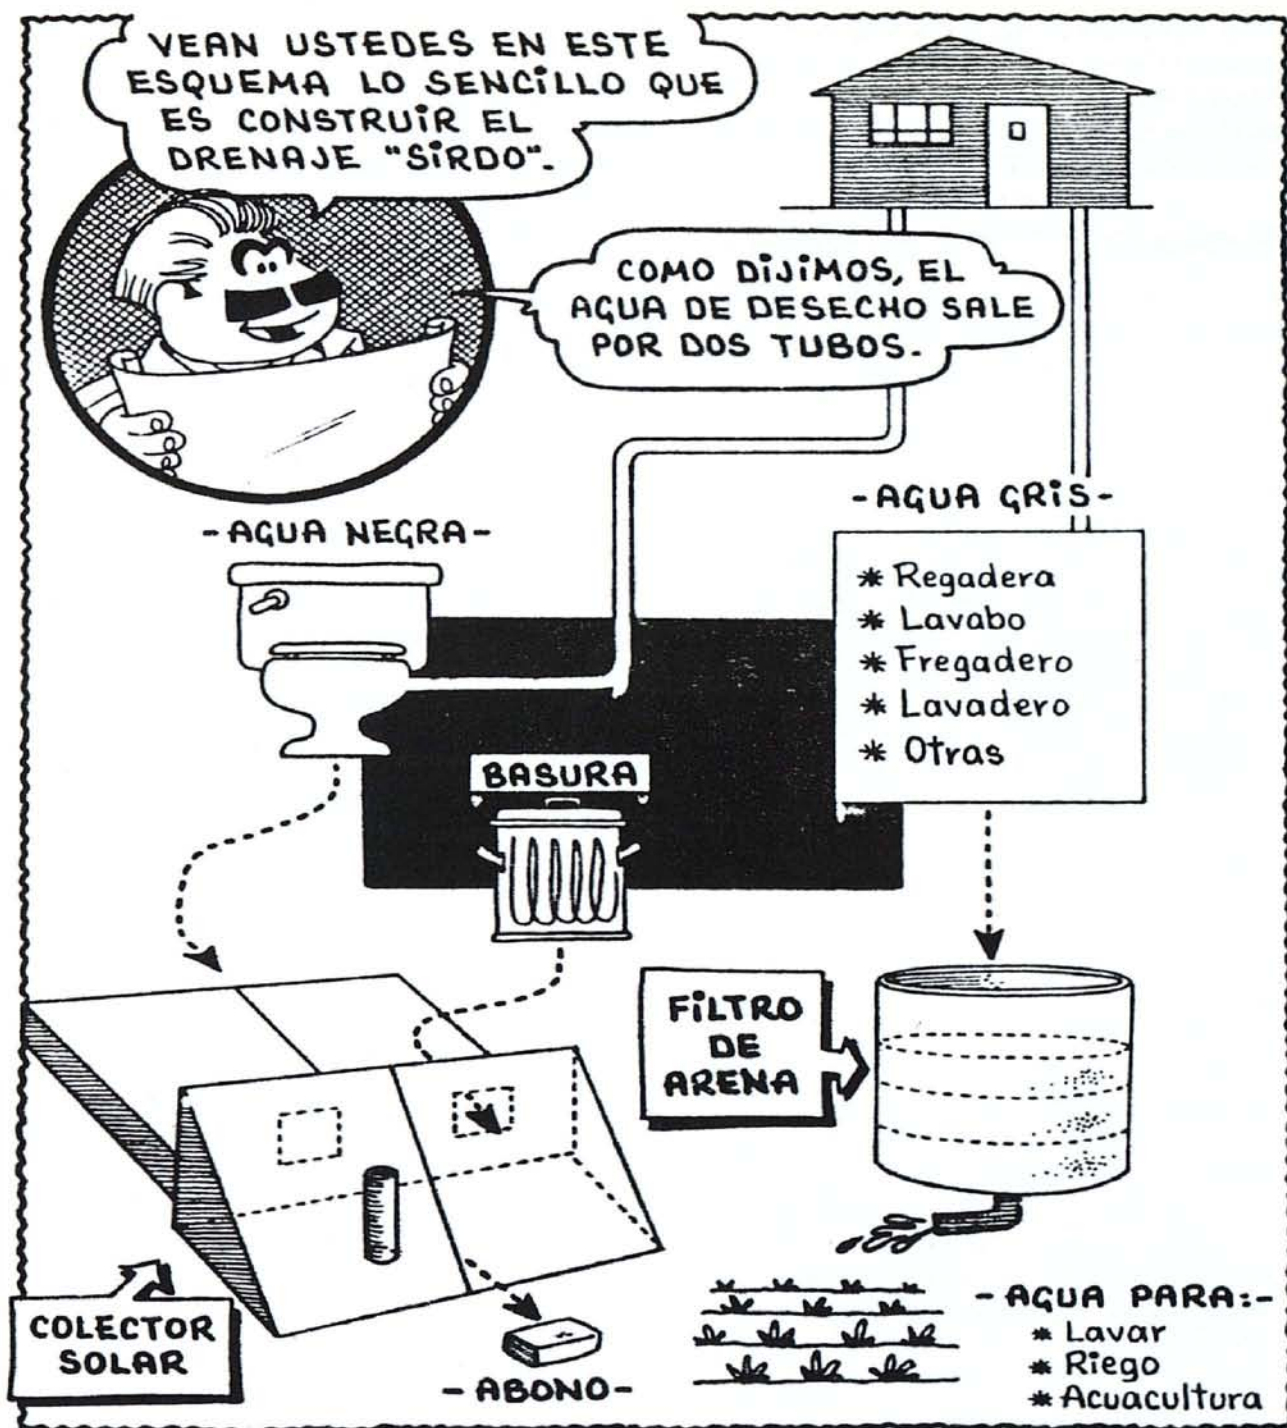 VEAN USTEDES EN ESTE
ESQUEMA LO SENCILLO QUE
ES CONSTRUIR EL
DRENAJE "SIRDO".
COMO DIJIMOS, EL
AGUA DE DESECHO SALE
POR DOS TUBOS.
-AGUA NEGRA-
-AGUA GRIS-
* Regadera
* Lavabo
* Fregadero
* Lavadero
* Otras
BASURA
FILTRO
DE
ARENA
COLECTOR
SOLAR
-ABONO-
-AGUA PARA:-
* Lavar
* Riego
* Acuacultura